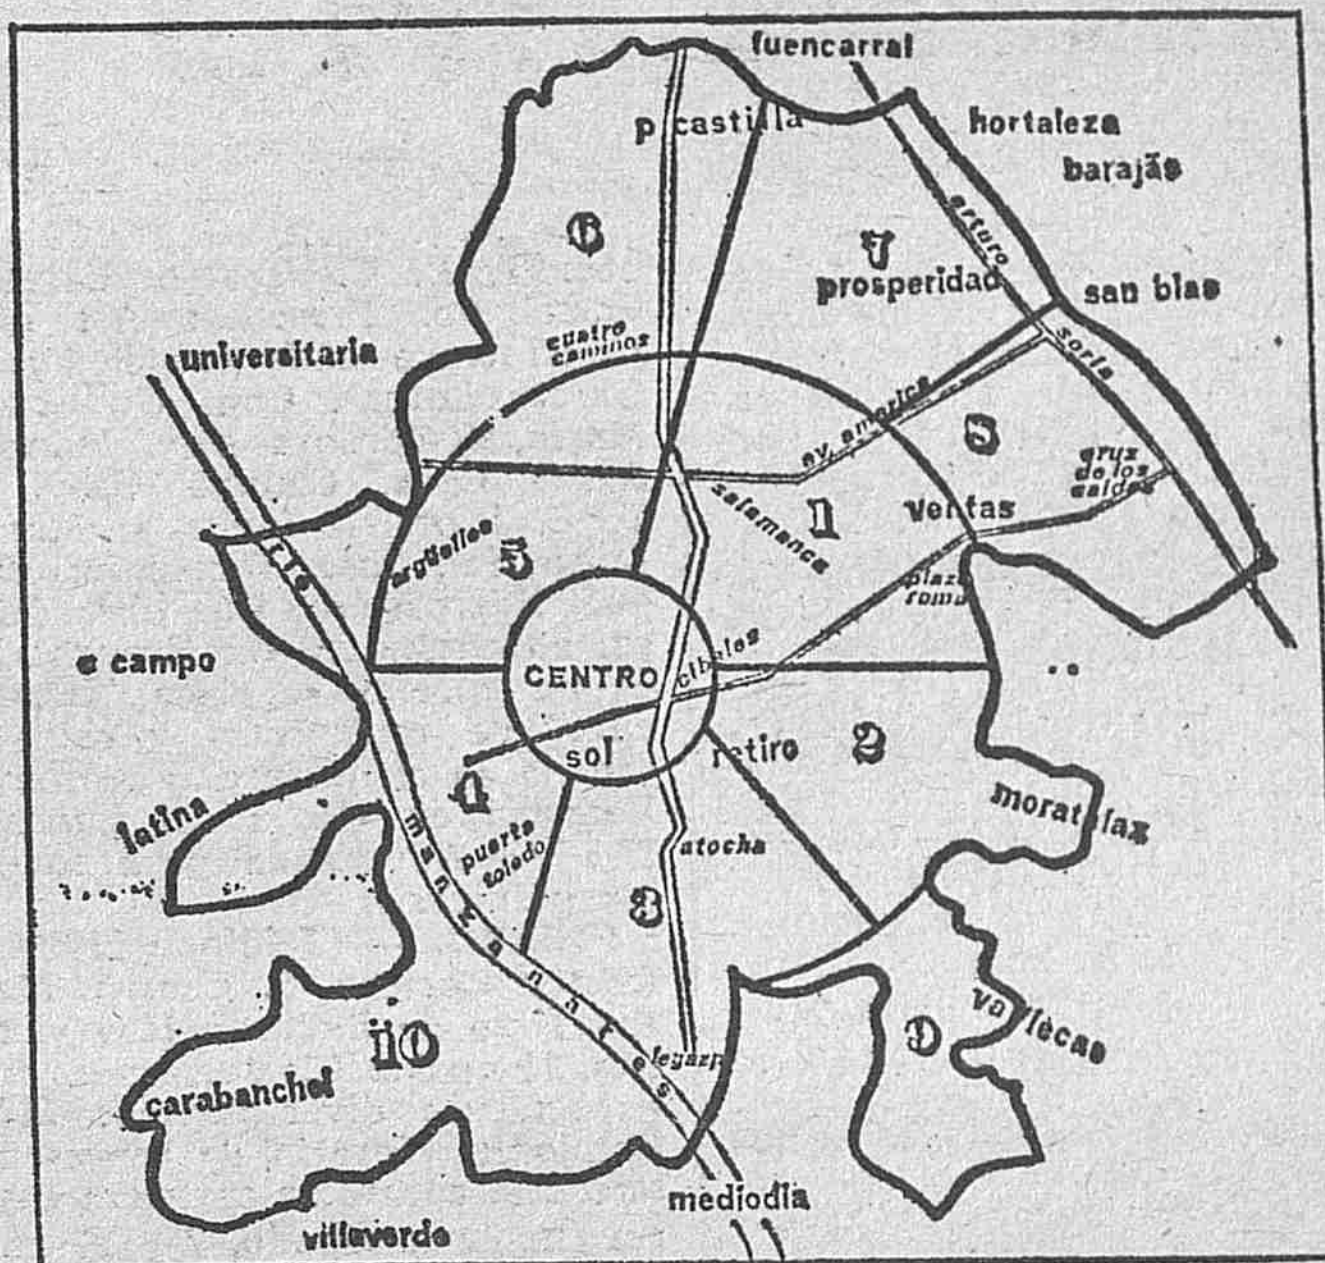 fuencarral
p castilla
hortaleza
barajãs
6
7
arturo
prosperidad
san blas
soria
universitaria
cuatro
caminos
av. america
8
cruz
de los
caidos
salamanca
1
ventas
argüelles
5
plaza
roma
rio
e campo
CENTRO
cibeles
sol
retiro
2
4
latina
moratalaz
puerta
toledo
atocha
manzanares
3
vallecas
10
9
legazpi
carabanchel
mediodia
villaverde